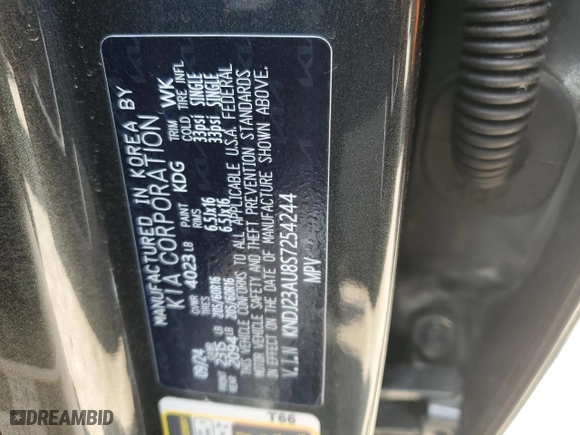 MANUFACTURED IN KOREA BY
KIA CORPORATION
GVWR 4023 LB PAINT KDG TRIM WK
09/24 TIRES RIMS COLD TIRE INFL
2315 LB 205/60R16 6.5Jx16 33psi SINGLE
2094 LB 205/60R16 6.5Jx16 33psi SINGLE
THIS VEHICLE CONFORMS TO ALL APPLICABLE U.S.A. FEDERAL
MOTOR VEHICLE SAFETY AND THEFT PREVENTION STANDARDS
IN EFFECT ON THE DATE OF MANUFACTURE SHOWN ABOVE.
V.I.N KNDJ23AU8S7254244
MPV
T66
DREAMBID